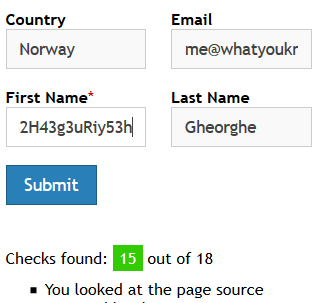 Country Email
Norway me@whatyoukr
First Name* Last Name
2H43g3uRiy53h Gheorghe
Submit
Checks found: 15 out of 18
You looked at the page source